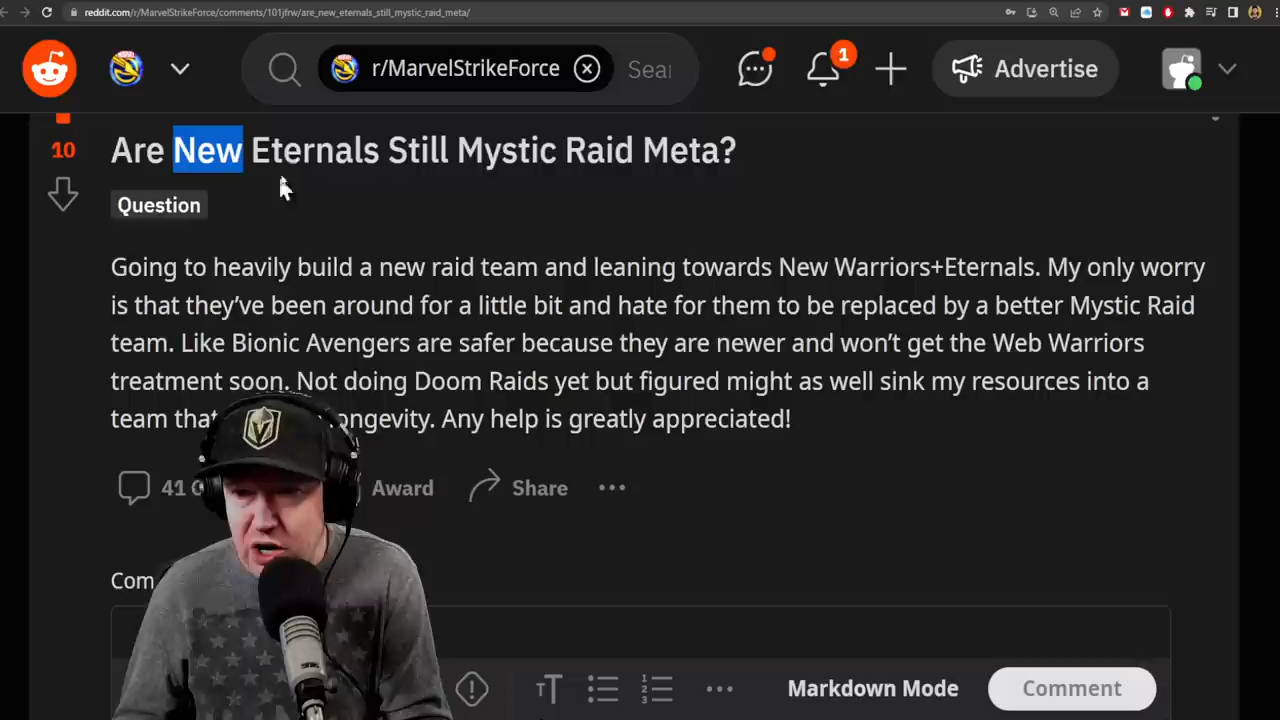 reddit.com/r/MarvelStrikeForce/comments/101jfrw/are_new_eternals_still_mystic_raid_meta/
r/MarvelStrikeForce Sear
1
Advertise
10
Are New Eternals Still Mystic Raid Meta?
Question
Going to heavily build a new raid team and leaning towards New Warriors+Eternals. My only worry
is that they've been around for a little bit and hate for them to be replaced by a better Mystic Raid
team. Like Bionic Avengers are safer because they are newer and won't get the Web Warriors
treatment soon. Not doing Doom Raids yet but figured might as well sink my resources into a
team that ongevity. Any help is greatly appreciated!
41 C Award Share
Com
Markdown Mode Comment